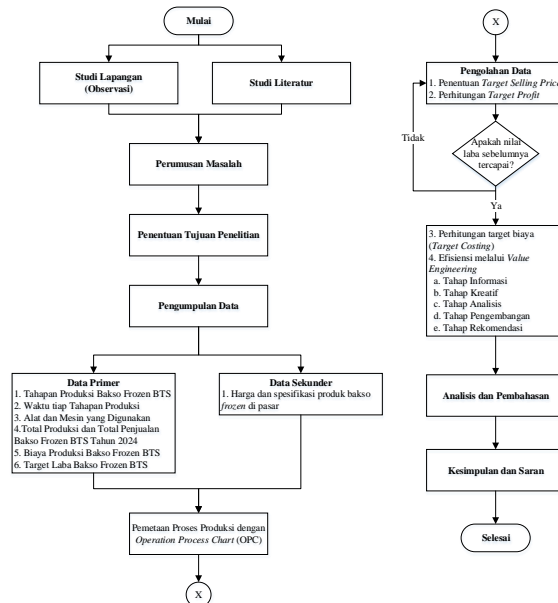 Mulai
Studi Lapangan
(Observasi)
Studi Literatur
Perumusan Masalah
Penentuan Tujuan Penelitian
Pengumpulan Data
Data Primer
1. Tahapan Produksi Bakso Frozen BTS
2. Waktu tiap Tahapan Produksi
3. Alat dan Mesin yang Digunakan
4.Total Produksi dan Total Penjualan
Bakso Frozen BTS Tahun 2024
5. Biaya Produksi Bakso Frozen BTS
6. Target Laba Bakso Frozen BTS
Data Sekunder
1. Harga dan spesifikasi produk bakso
frozen di pasar
Pemetaan Proses Produksi dengan
Operation Process Chart (OPC)
X
X
Pengolahan Data
1. Penentuan Target Selling Price
2. Perhitungan Target Profit
Tidak
Apakah nilai
laba sebelumnya
tercapai?
Ya
3. Perhitungan target biaya
(Target Costing)
4. Efisiensi melalui Value
Engineering
a. Tahap Informasi
b. Tahap Kreatif
c. Tahap Analisis
d. Tahap Pengembangan
e. Tahap Rekomendasi
Analisis dan Pembahasan
Kesimpulan dan Saran
Selesai